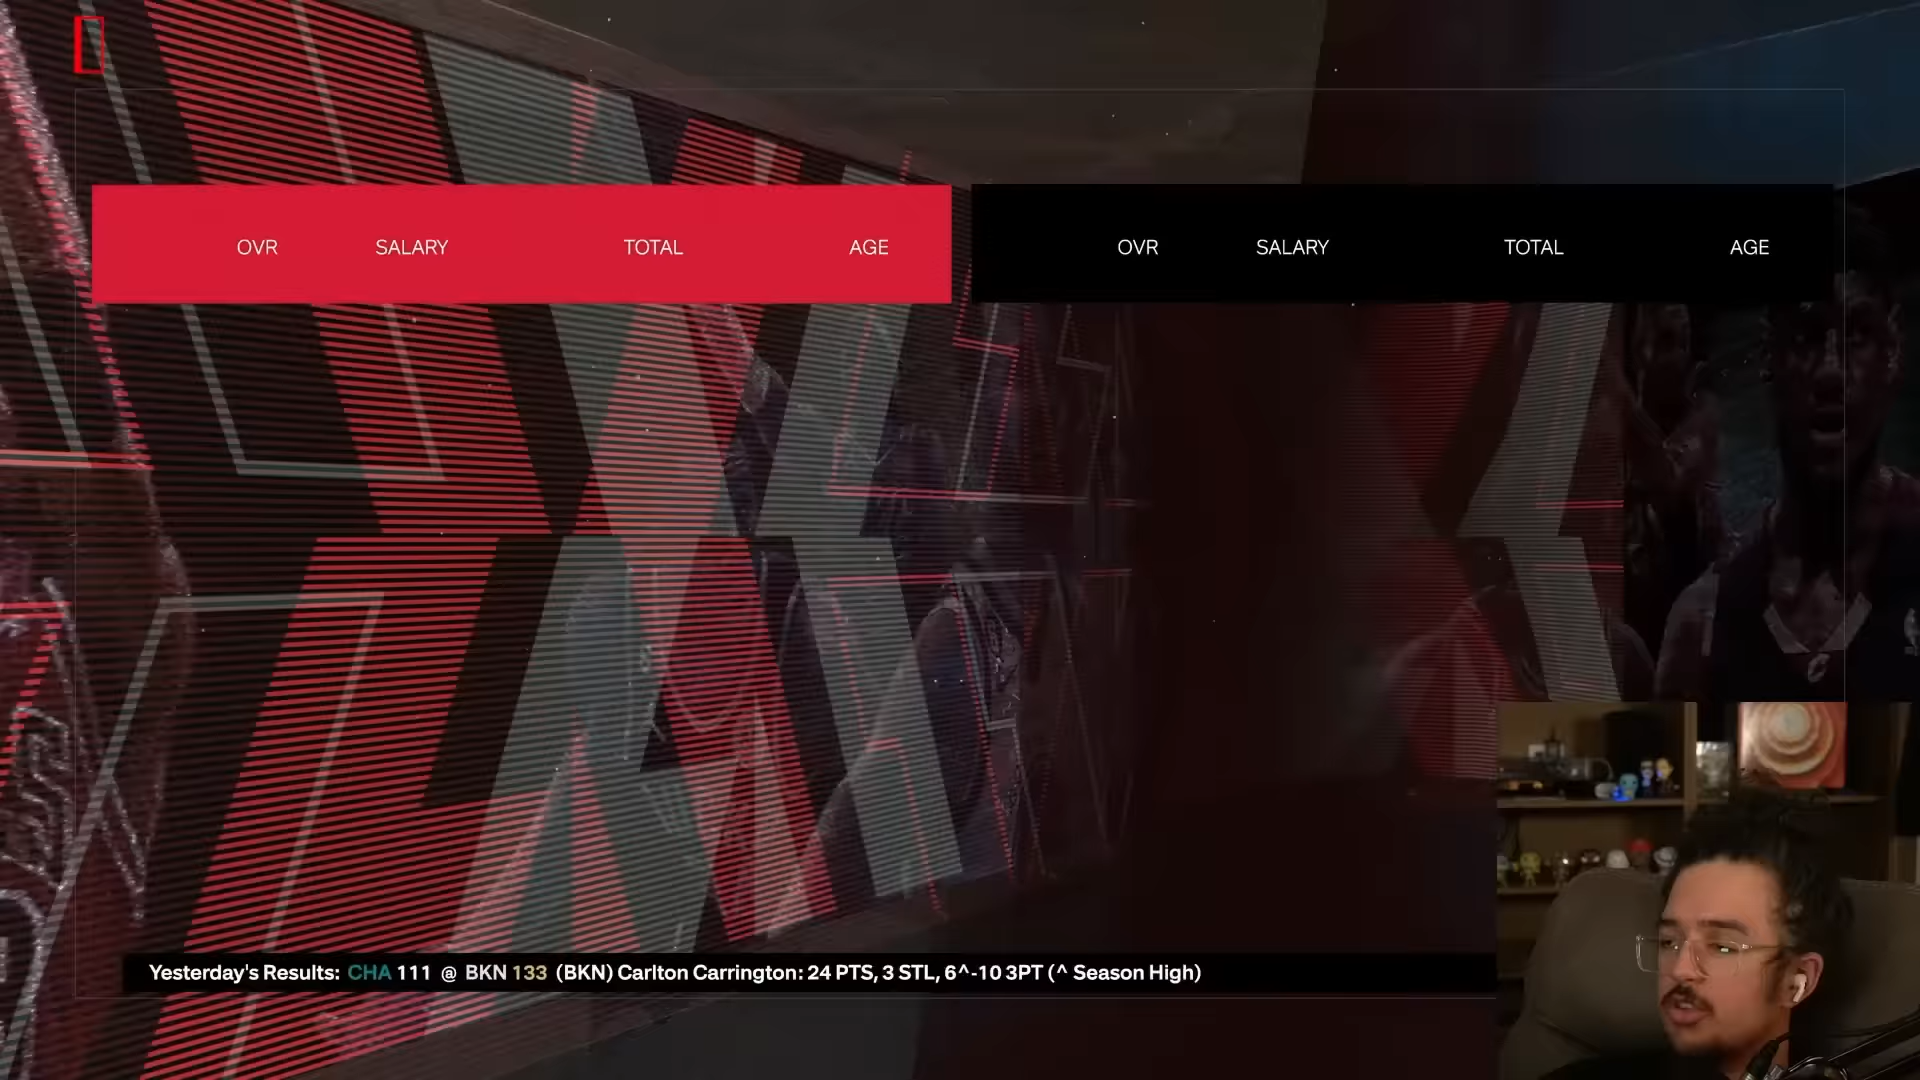 OVR SALARY TOTAL AGE OVR SALARY TOTAL AGE
Yesterday's Results: CHA 111 @ BKN 133 (BKN) Carlton Carrington: 24 PTS, 3 STL, 6^-10 3PT (^ Season High)